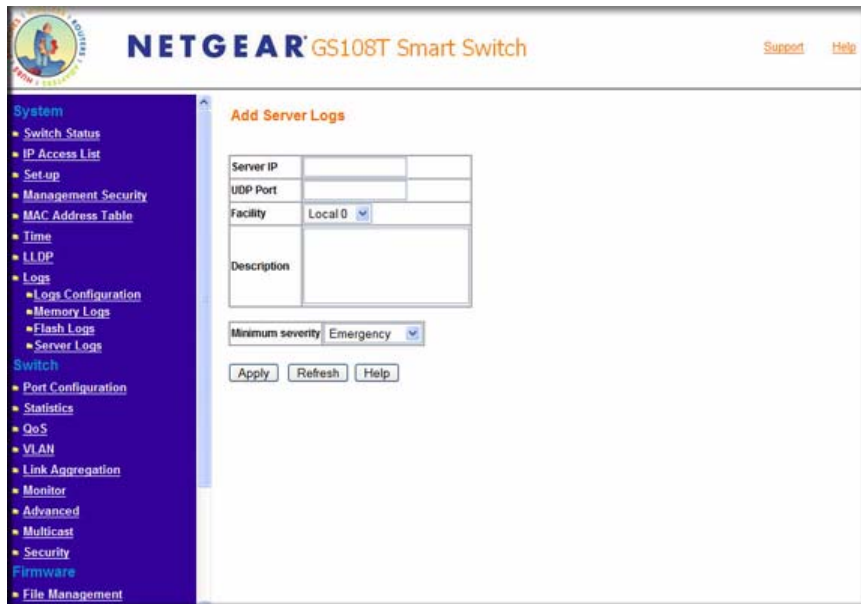 ROUTERS
HUBS
NETGEAR GS108T Smart Switch
Support Help
System
Switch Status
IP Access List
Set-up
Management Security
MAC Address Table
Time
LLDP
Logs
Logs Configuration
Memory Logs
Flash Logs
Server Logs
Switch
Port Configuration
Statistics
QoS
VLAN
Link Aggregation
Monitor
Advanced
Multicast
Security
Firmware
File Management
Add Server Logs
Server IP
UDP Port
Facility Local 0
Description
Minimum severity Emergency
Apply Refresh Help